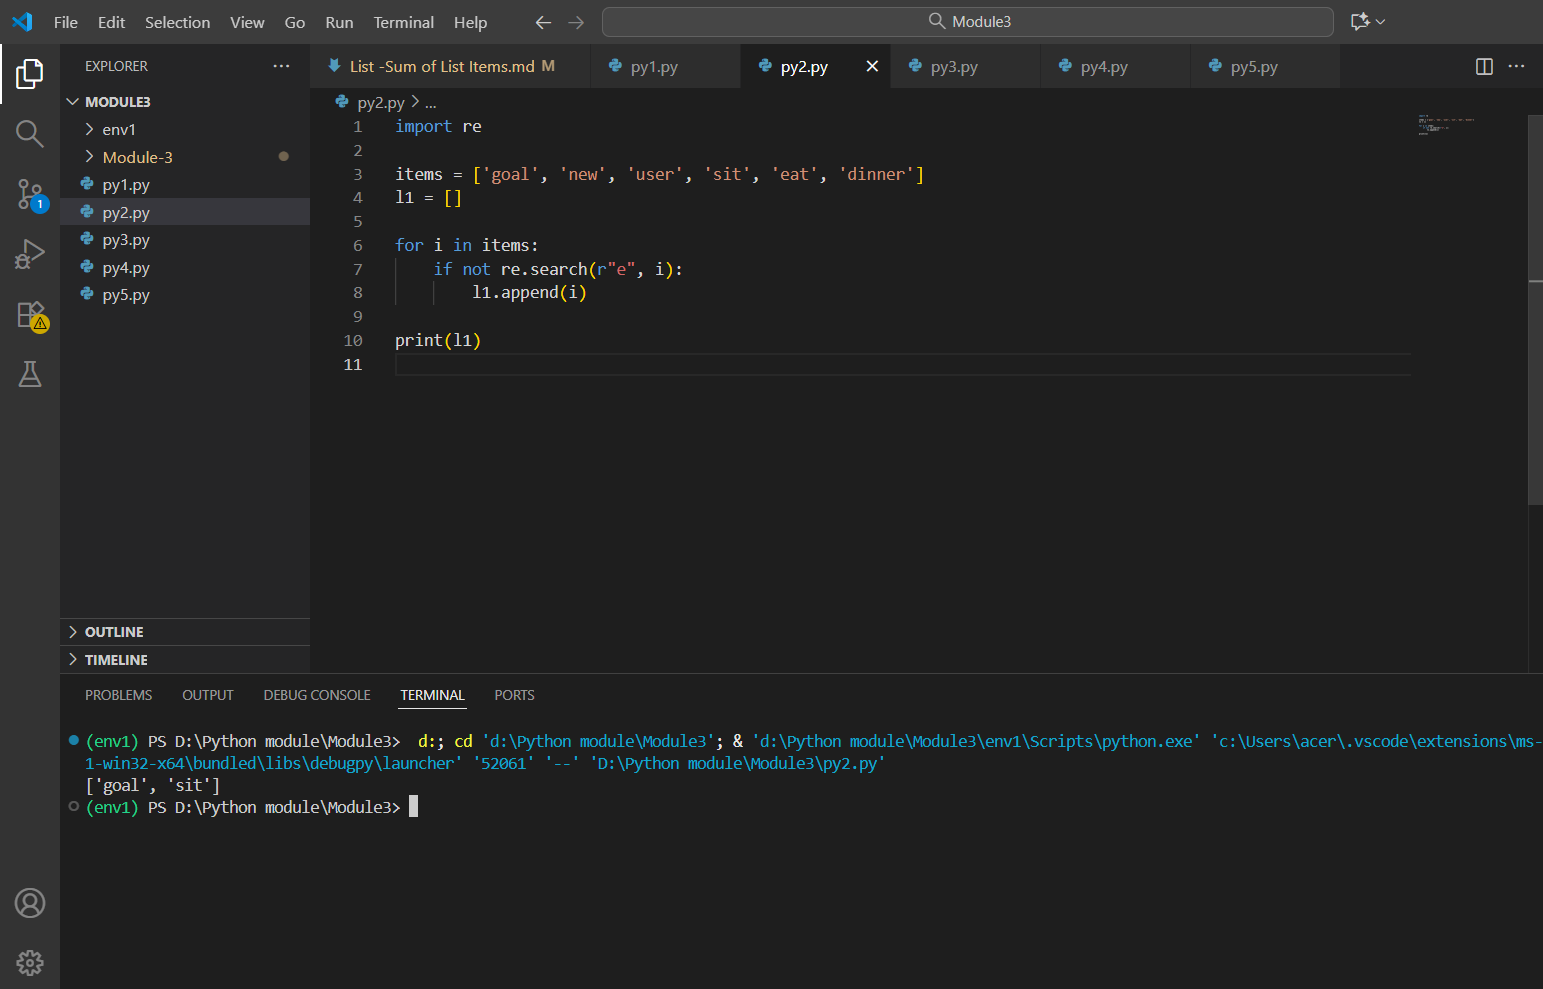 File Edit Selection View Go Run Terminal Help
Module3
EXPLORER
MODULE3
env1
Module-3
py1.py
py2.py
py3.py
py4.py
py5.py
OUTLINE
TIMELINE
1
List -Sum of List Items.md M
py1.py
py2.py
py3.py
py4.py
py5.py
py2.py > ...
1 import re
2
3 items = ['goal', 'new', 'user', 'sit', 'eat', 'dinner']
4 l1 = []
5
6 for i in items:
7 if not re.search(r"e", i):
8 l1.append(i)
9
10 print(l1)
11
PROBLEMS OUTPUT DEBUG CONSOLE TERMINAL PORTS
(env1) PS D:\Python module\Module3> d:; cd 'd:\Python module\Module3'; & 'd:\Python module\Module3\env1\Scripts\python.exe' 'c:\Users\acer\.vscode\extensions\ms-
1-win32-x64\bundled\libs\debugpy\launcher' '52061' '--' 'D:\Python module\Module3\py2.py'
['goal', 'sit']
(env1) PS D:\Python module\Module3>